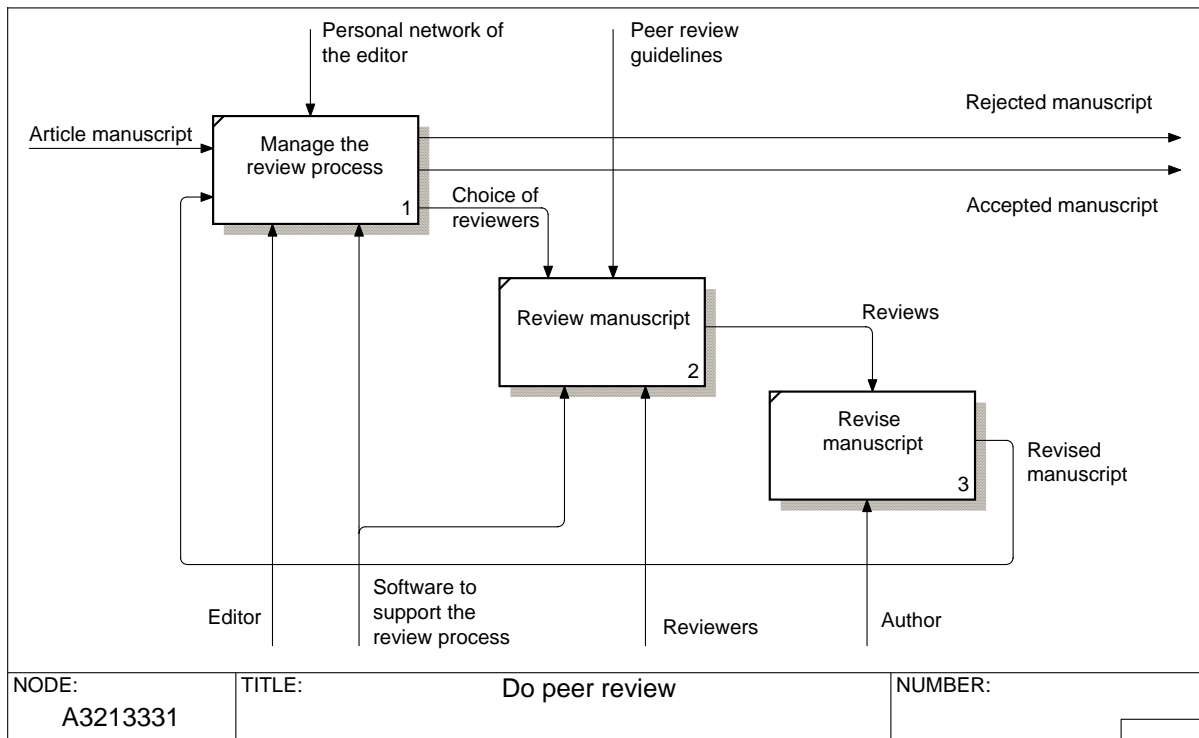 Personal network of
the editor
Peer review
guidelines
Rejected manuscript
Article manuscript
Manage the
review process
1
Accepted manuscript
Choice of
reviewers
Review manuscript
2
Reviews
Revise
manuscript
3
Revised
manuscript
Editor
Software to
support the
review process
Reviewers
Author
NODE:
A3213331
TITLE:
Do peer review
NUMBER: